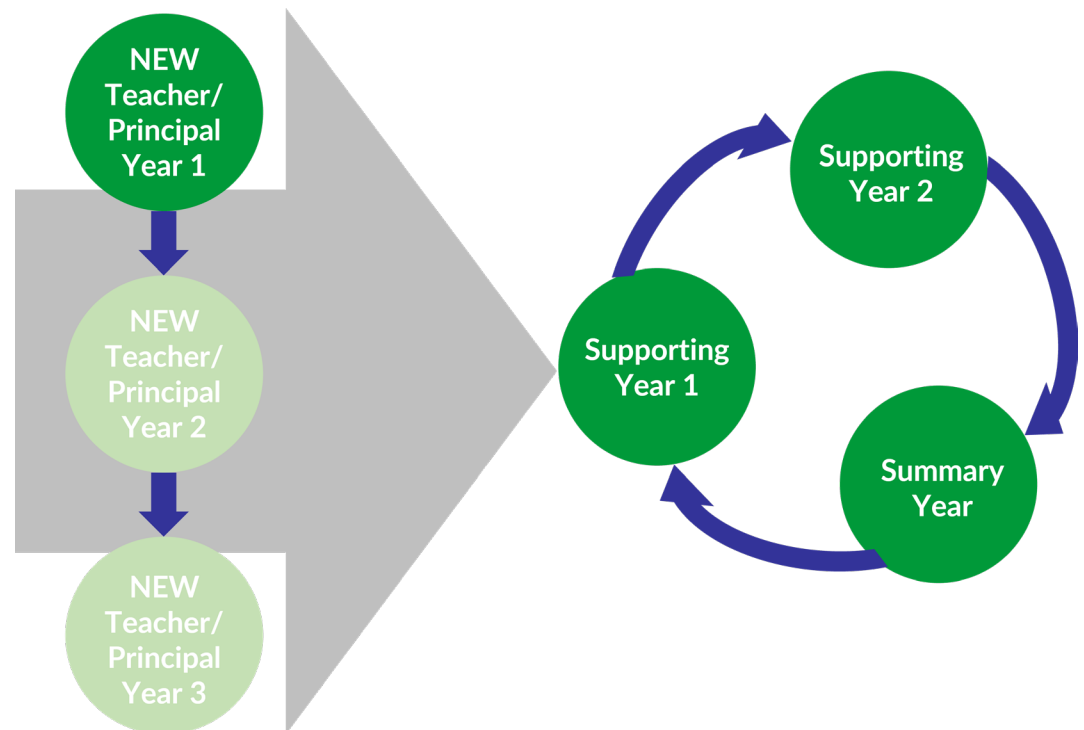 NEW
Teacher/
Principal
Year 1
NEW
Teacher/
Principal
Year 2
NEW
Teacher/
Principal
Year 3
Supporting
Year 1
Supporting
Year 2
Summary
Year